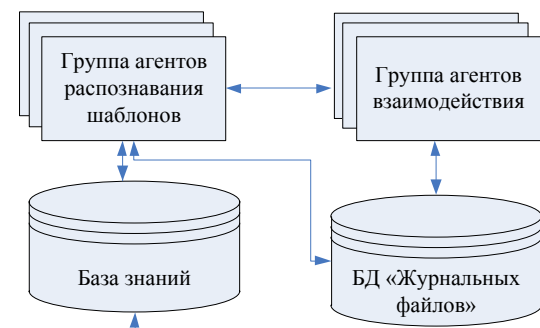 Группа агентов
распознавания
шаблонов
Группа агентов
взаимодействия
База знаний
БД «Журнальных
файлов»